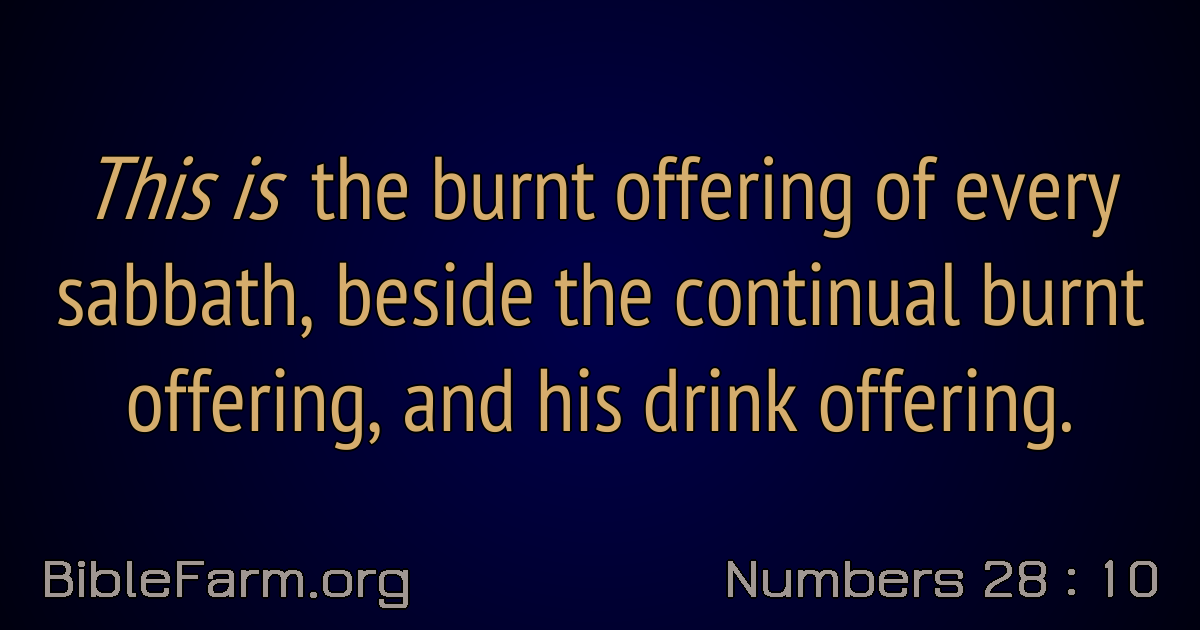 This is the burnt offering of every
sabbath, beside the continual burnt
offering, and his drink offering.
BibleFarm.org
Numbers 28 : 10